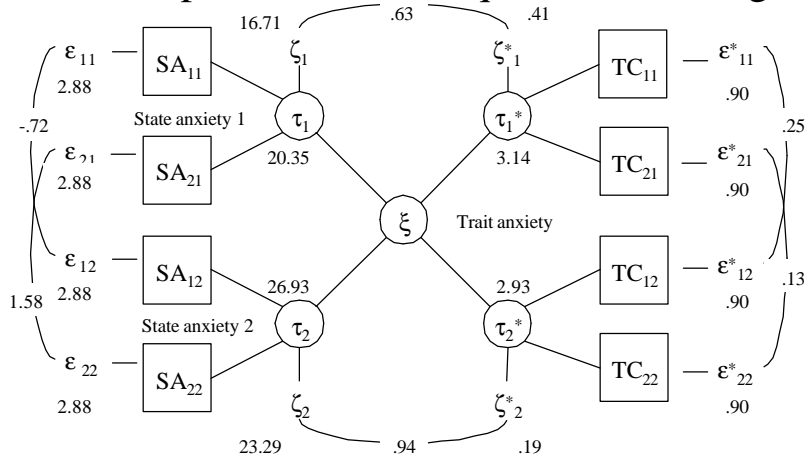 16.71 .63 .41
ε₁₁ SA₁₁ ζ₁ ζ*₁ TC₁₁ ε*₁₁
2.88 .90
-.72 State anxiety 1 τ₁ τ₁* .25
ε₂₁ SA₂₁ 20.35 3.14 TC₂₁ ε*₂₁
2.88 .90
ξ Trait anxiety
ε₁₂ SA₁₂ 26.93 2.93 TC₁₂ ε*₁₂
2.88 .90
1.58 .13
State anxiety 2 τ₂ τ₂*
ε₂₂ SA₂₂ TC₂₂ ε*₂₂
2.88 ζ₂ ζ*₂ .90
23.29 .94 .19